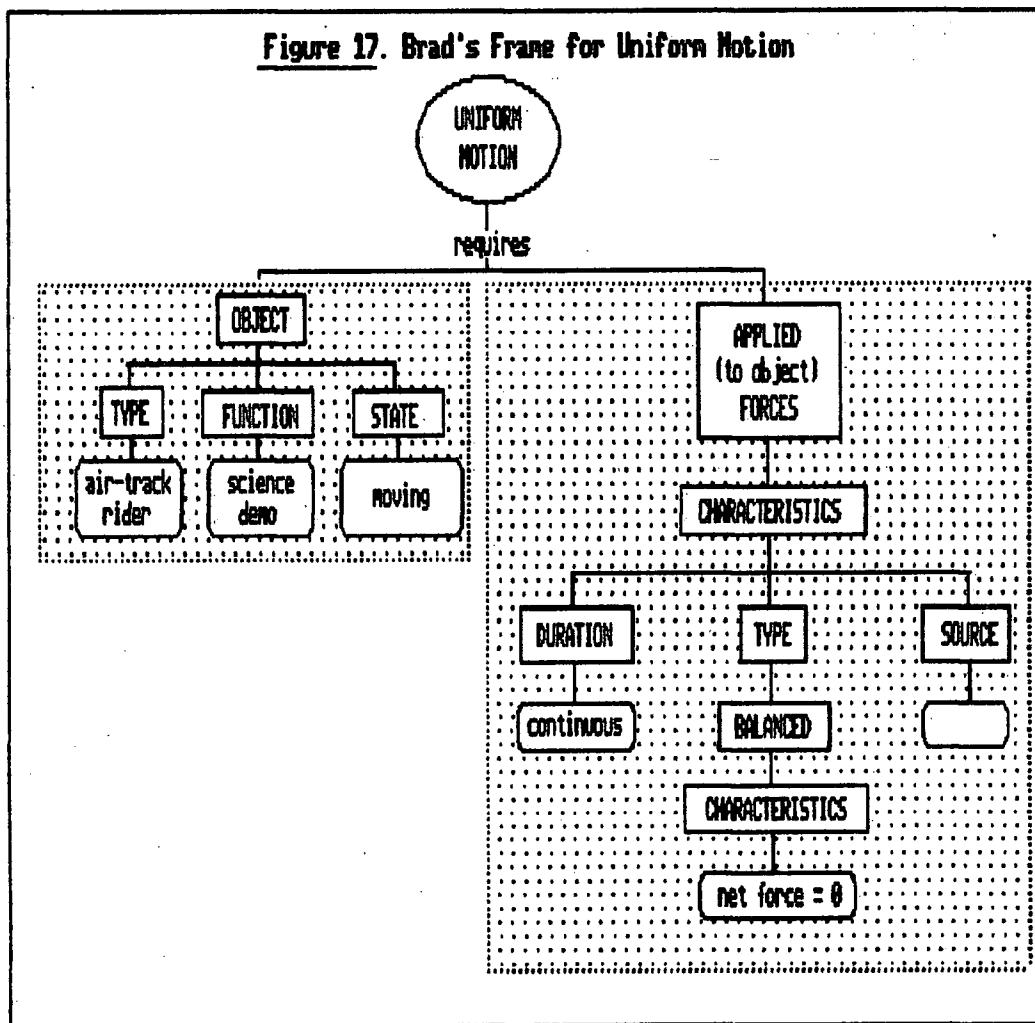 Figure 17. Brad's Frame for Uniform Motion
UNIFORM
MOTION
requires
OBJECT
TYPE
FUNCTION
STATE
air-track
rider
science
demo
moving
APPLIED
(to object)
FORCES
CHARACTERISTICS
DURATION
TYPE
SOURCE
continuous
BALANCED
CHARACTERISTICS
net force = 0